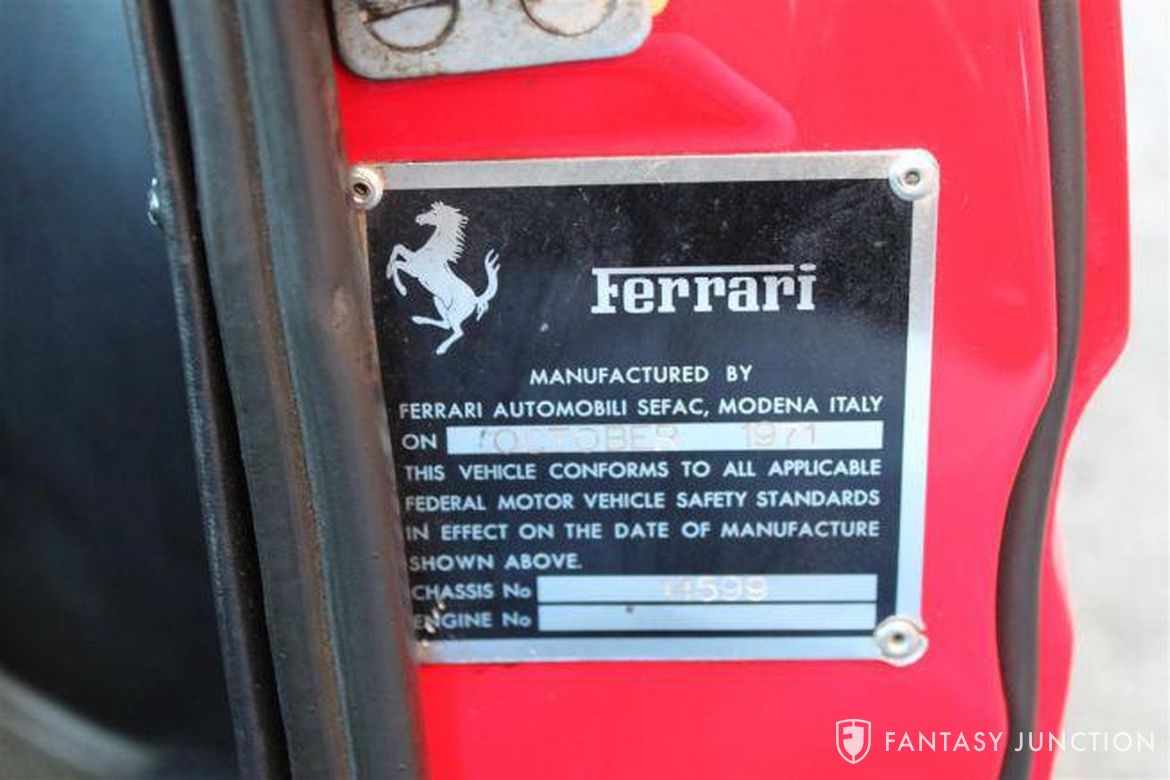 Ferrari
MANUFACTURED BY
FERRARI AUTOMOBILI SEFAC, MODENA ITALY
ON OCTOBER 1971
THIS VEHICLE CONFORMS TO ALL APPLICABLE
FEDERAL MOTOR VEHICLE SAFETY STANDARDS
IN EFFECT ON THE DATE OF MANUFACTURE
SHOWN ABOVE.
CHASSIS No 14599
ENGINE No
FANTASY JUNCTION